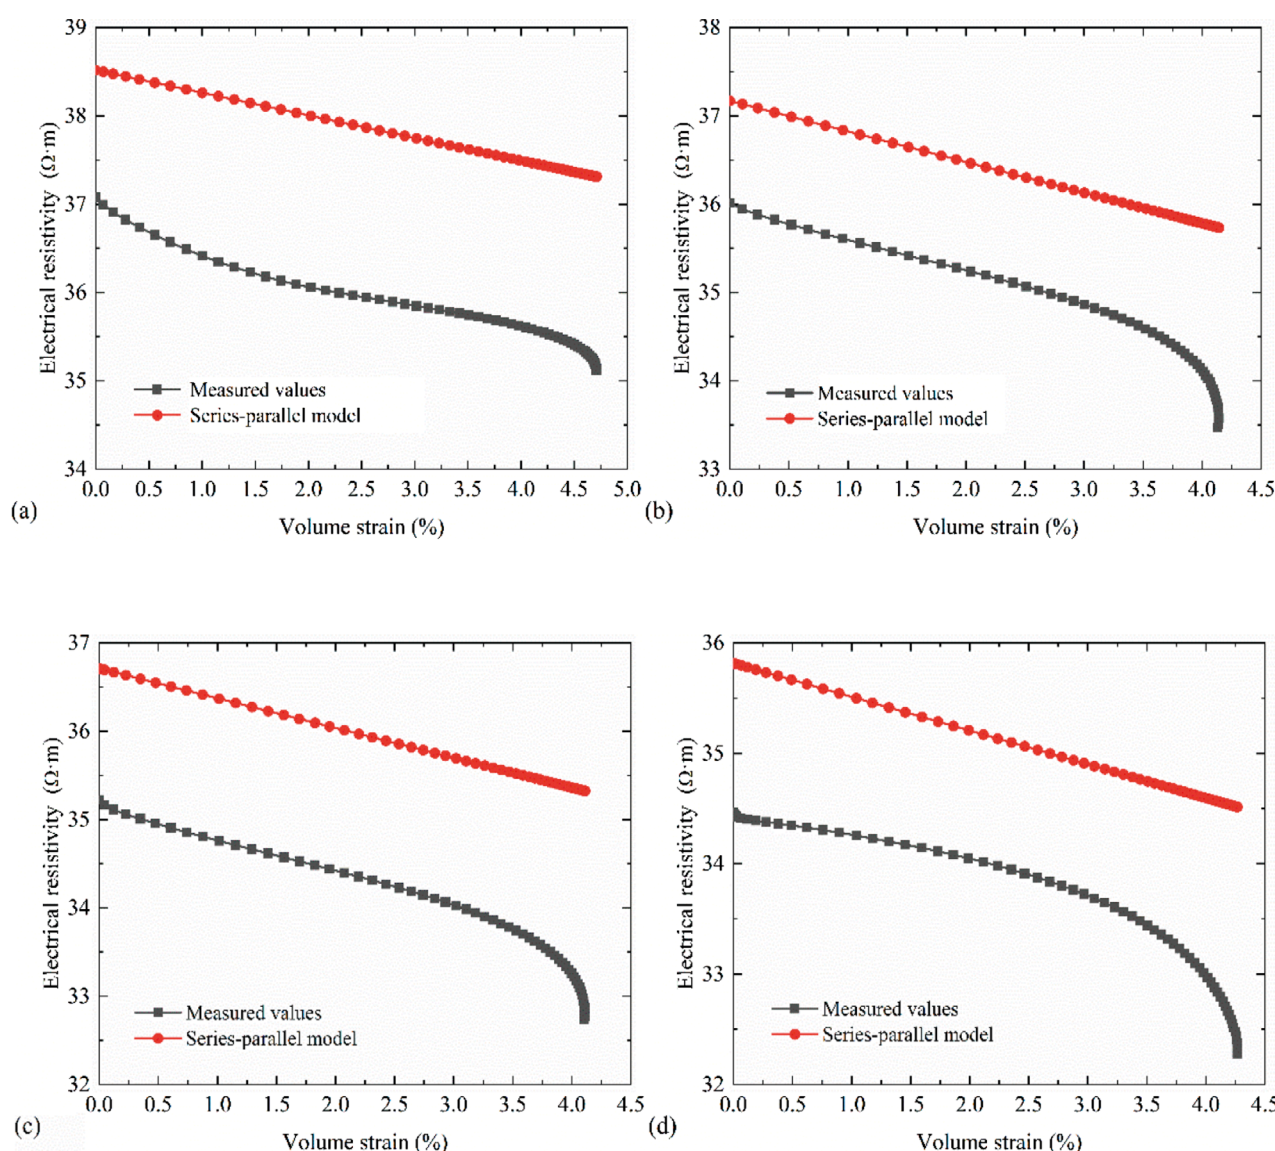 39
38
37
36
35
34
Electrical resistivity (Ω·m)
Measured values
Series-parallel model
0.0 0.5 1.0 1.5 2.0 2.5 3.0 3.5 4.0 4.5 5.0
(a)
Volume strain (%)
38
37
36
35
34
33
Electrical resistivity (Ω·m)
Measured values
Series-parallel model
0.0 0.5 1.0 1.5 2.0 2.5 3.0 3.5 4.0 4.5
(b)
Volume strain (%)
37
36
35
34
33
32
Electrical resistivity (Ω·m)
Measured values
Series-parallel model
0.0 0.5 1.0 1.5 2.0 2.5 3.0 3.5 4.0 4.5
(c)
Volume strain (%)
36
35
34
33
32
Electrical resistivity (Ω·m)
Measured values
Series-parallel model
0.0 0.5 1.0 1.5 2.0 2.5 3.0 3.5 4.0 4.5
(d)
Volume strain (%)